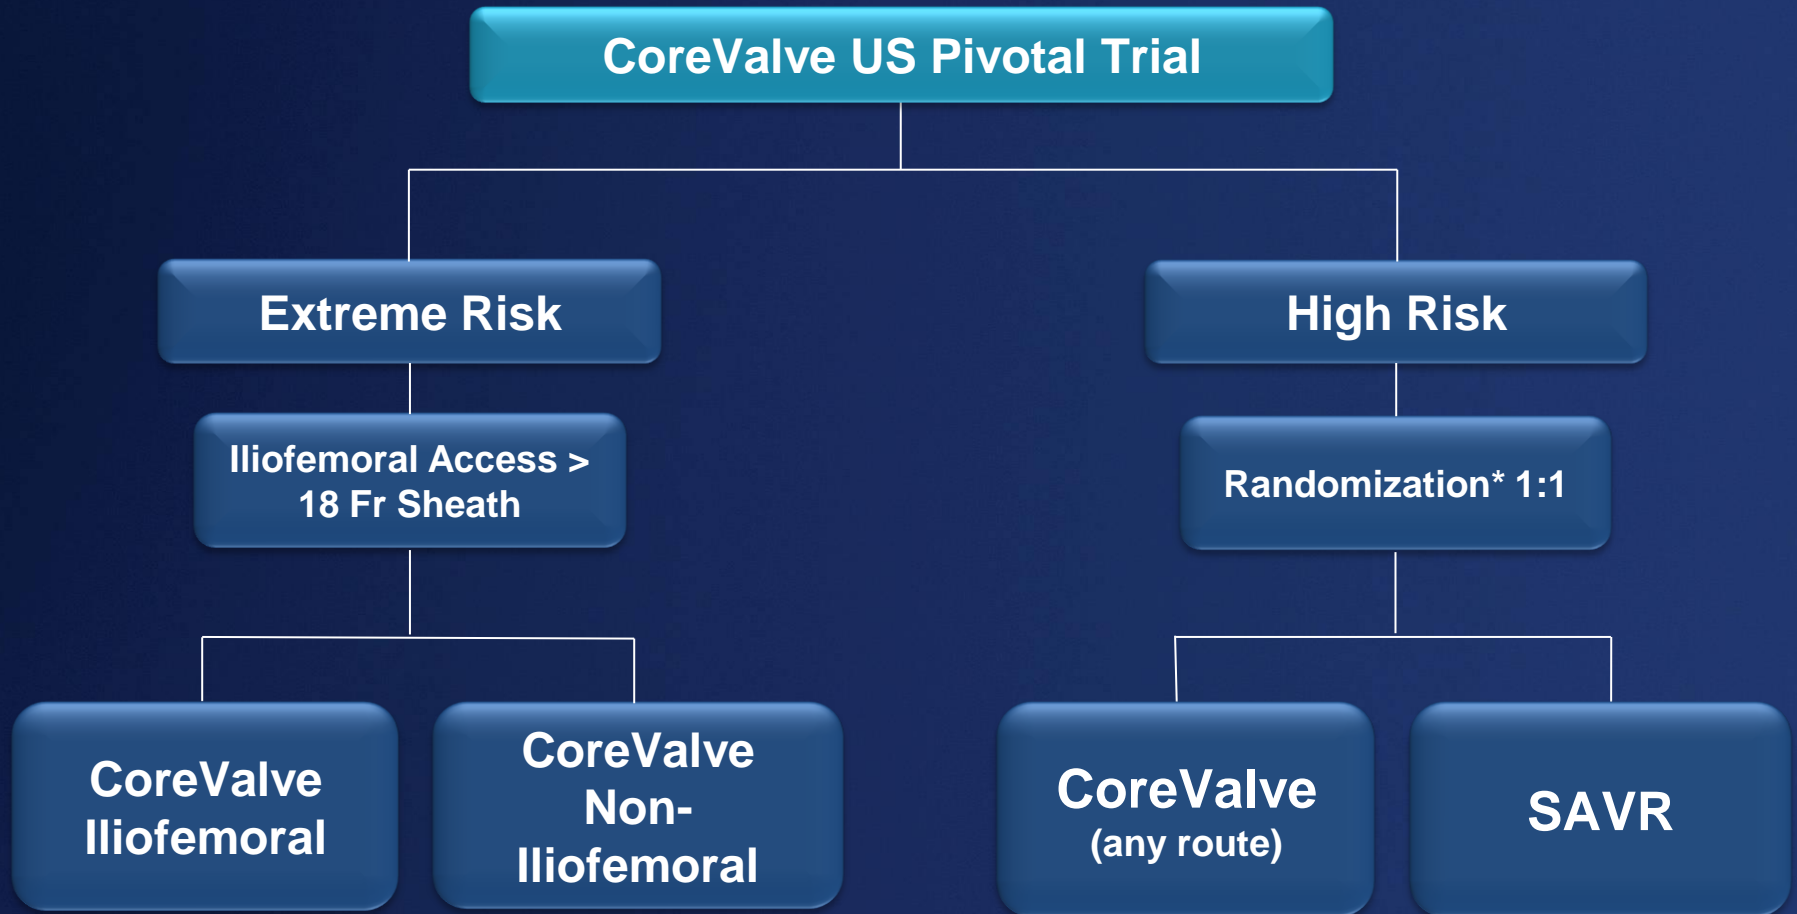 CoreValve US Pivotal Trial
Extreme Risk
High Risk
Iliofemoral Access >
18 Fr Sheath
Randomization* 1:1
CoreValve
Iliofemoral
CoreValve
Non-
Iliofemoral
CoreValve
(any route)
SAVR